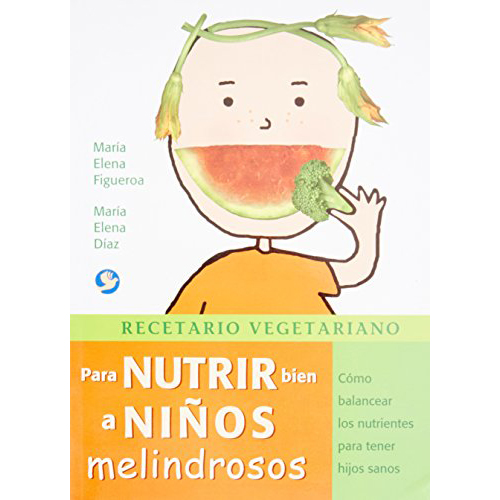 María
Elena
Figueroa
María
Elena
Díaz
RECETARIO VEGETARIANO
Para NUTRIR bien
a NIÑOS
melindrosos
Cómo
balancear
los nutrientes
para tener
hijos sanos